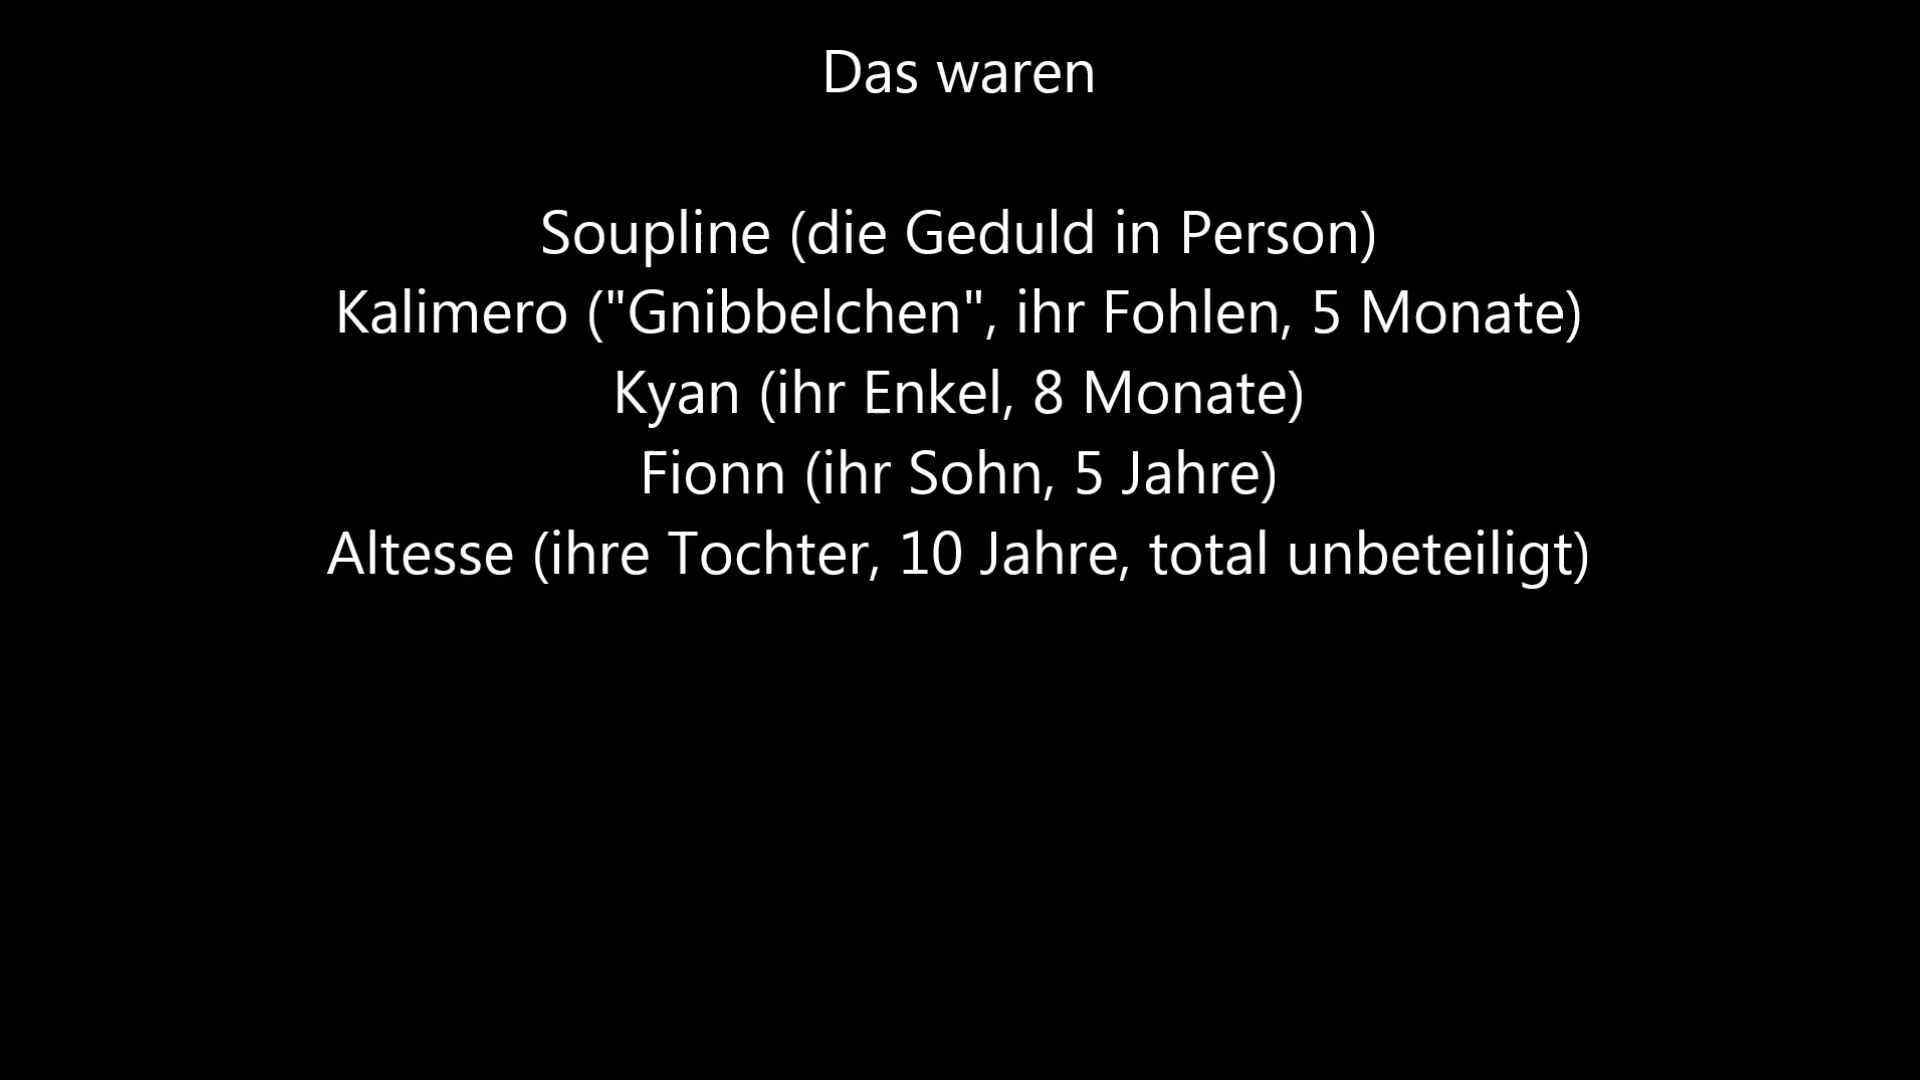 Das waren
Soupline (die Geduld in Person)
Kalimero ("Gnibbelchen", ihr Fohlen, 5 Monate)
Kyan (ihr Enkel, 8 Monate)
Fionn (ihr Sohn, 5 Jahre)
Altesse (ihre Tochter, 10 Jahre, total unbeteiligt)